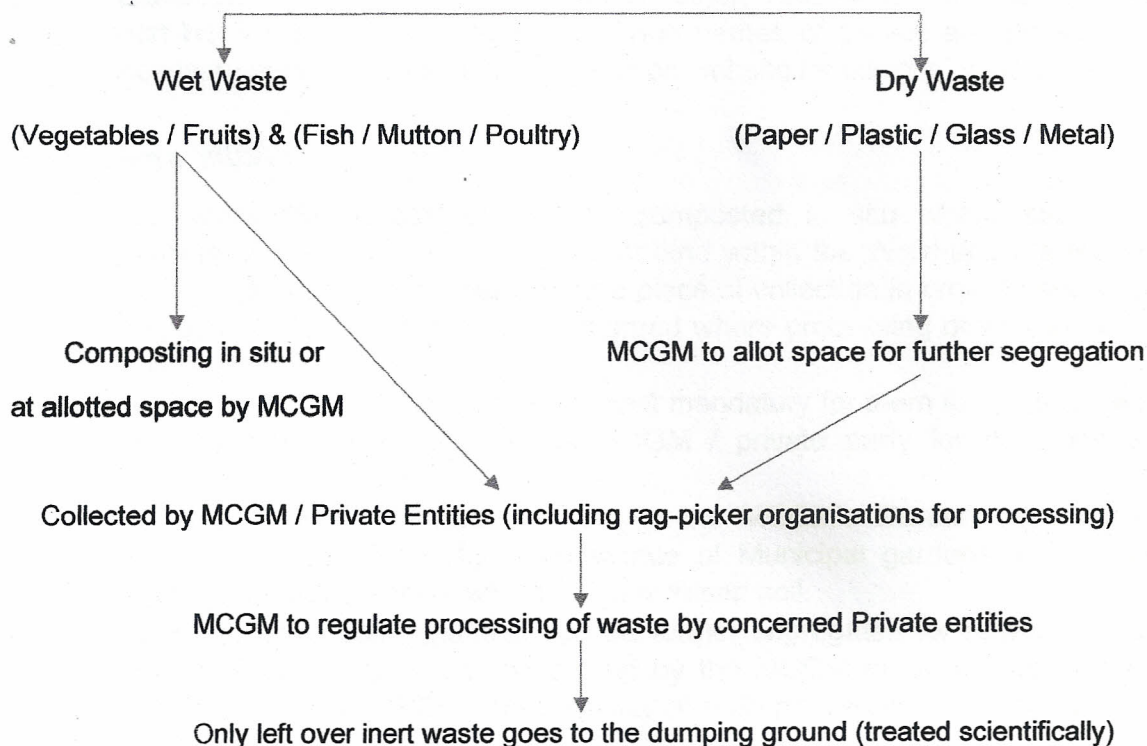 Wet Waste
Dry Waste
(Vegetables / Fruits) & (Fish / Mutton / Poultry)
(Paper / Plastic / Glass / Metal)
Composting in situ or
at allotted space by MCGM
MCGM to allot space for further segregation
Collected by MCGM / Private Entities (including rag-picker organisations for processing)
MCGM to regulate processing of waste by concerned Private entities
Only left over inert waste goes to the dumping ground (treated scientifically)